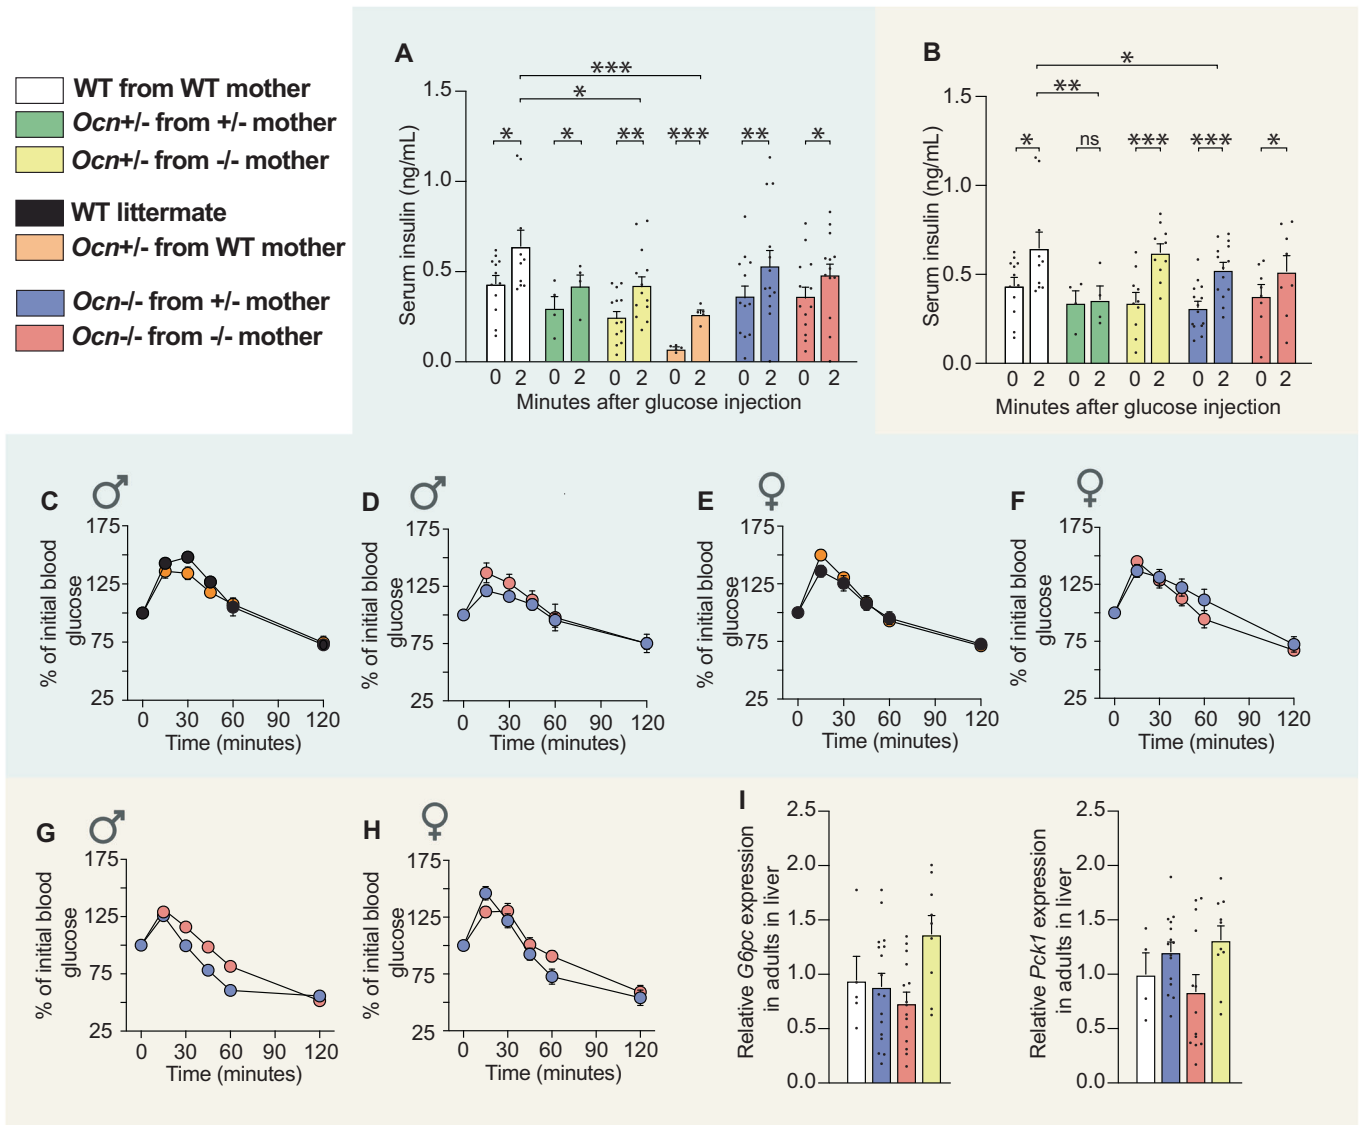 WT from WT mother
Ocn+/- from +/- mother
Ocn+/- from -/- mother
WT littermate
Ocn+/- from WT mother
Ocn-/- from +/- mother
Ocn-/- from -/- mother
A
***
*
* * ** *** ** *
Serum insulin (ng/mL)
1.5
1.0
0.5
0.0
0 2 0 2 0 2 0 2 0 2 0 2
Minutes after glucose injection
B
*
**
* ns *** *** *
Serum insulin (ng/mL)
1.5
1.0
0.5
0.0
0 2 0 2 0 2 0 2 0 2
Minutes after glucose injection
C
♂
% of initial blood
glucose
175
125
75
25
0 30 60 90 120
Time (minutes)
D
♂
% of initial blood
glucose
175
125
75
25
0 30 60 90 120
Time (minutes)
E
♀
% of initial blood
glucose
175
125
75
25
0 30 60 90 120
Time (minutes)
F
♀
% of initial blood
glucose
175
125
75
25
0 30 60 90 120
Time (minutes)
G
♂
% of initial blood
glucose
175
125
75
25
0 30 60 90 120
Time (minutes)
H
♀
% of initial blood
glucose
175
125
75
25
0 30 60 90 120
Time (minutes)
I
Relative G6pc expression
in adults in liver
2.5
2.0
1.5
1.0
0.5
0.0
Relative Pck1 expression
in adults in liver
2.5
2.0
1.5
1.0
0.5
0.0